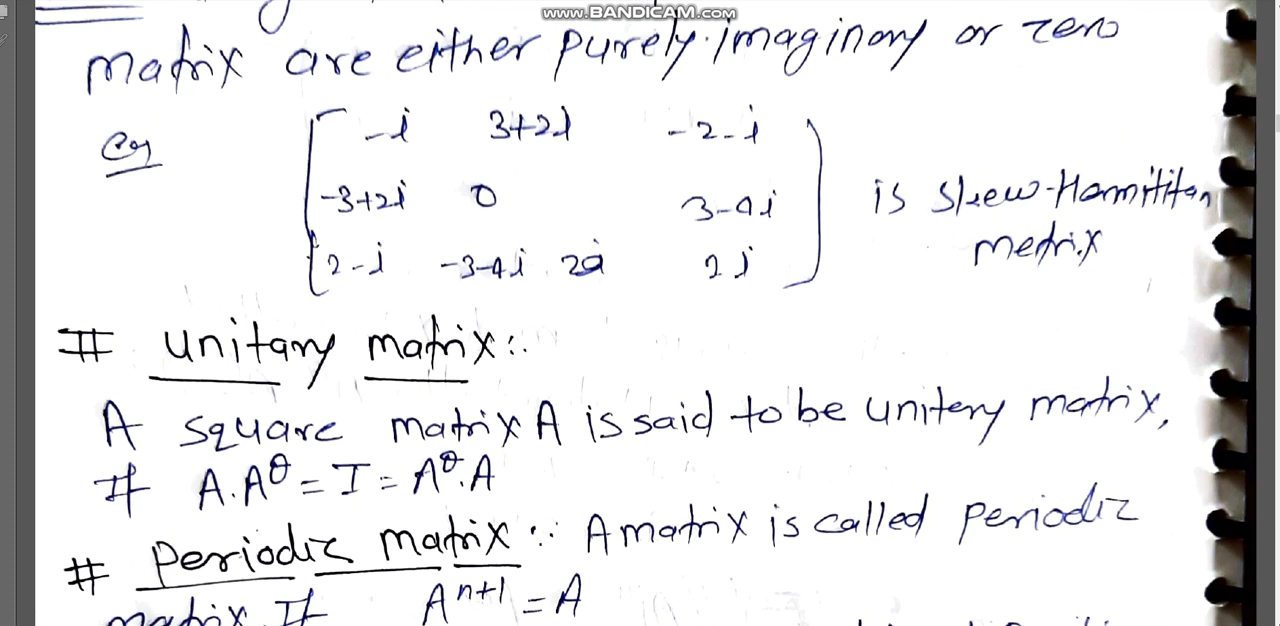 www.BANDICAM.com
matrix are either purely imaginary or zero
Eg
-i 3+2i -2-i
-3+2i 0 3-4i is skew-Hermititan
2-i -3-4i 2i matrix
# Unitary matrix :.
A square matrix A is said to be unitery matrix,
If A.A^θ = I = A^θ.A
# Periodic matrix :. A matrix is called periodic
matrix If A^n+1 = A